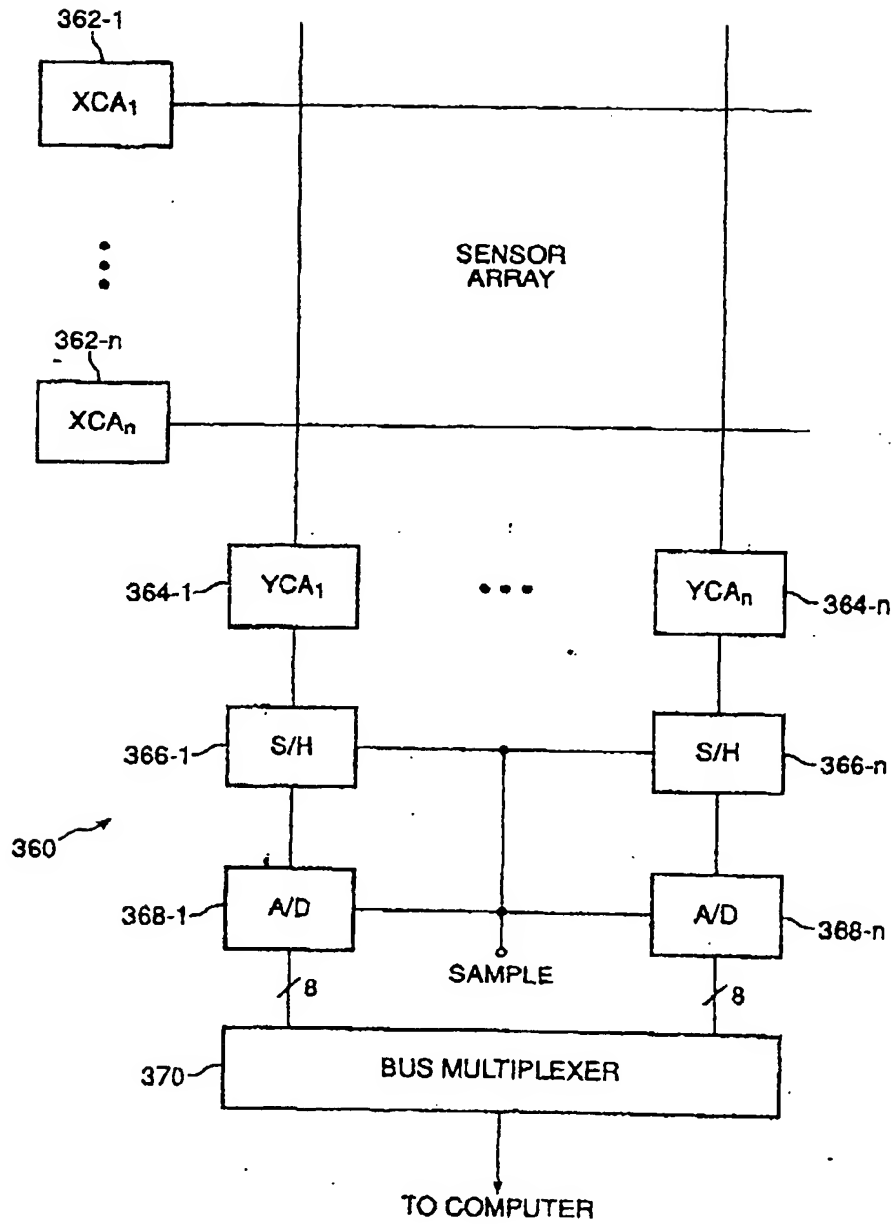 362-1
XCA1
SENSOR
ARRAY
362-n
XCAn
364-1
YCA1
YCAn
364-n
366-1
S/H
S/H
366-n
360
368-1
A/D
A/D
368-n
SAMPLE
8
8
370
BUS MULTIPLEXER
TO COMPUTER